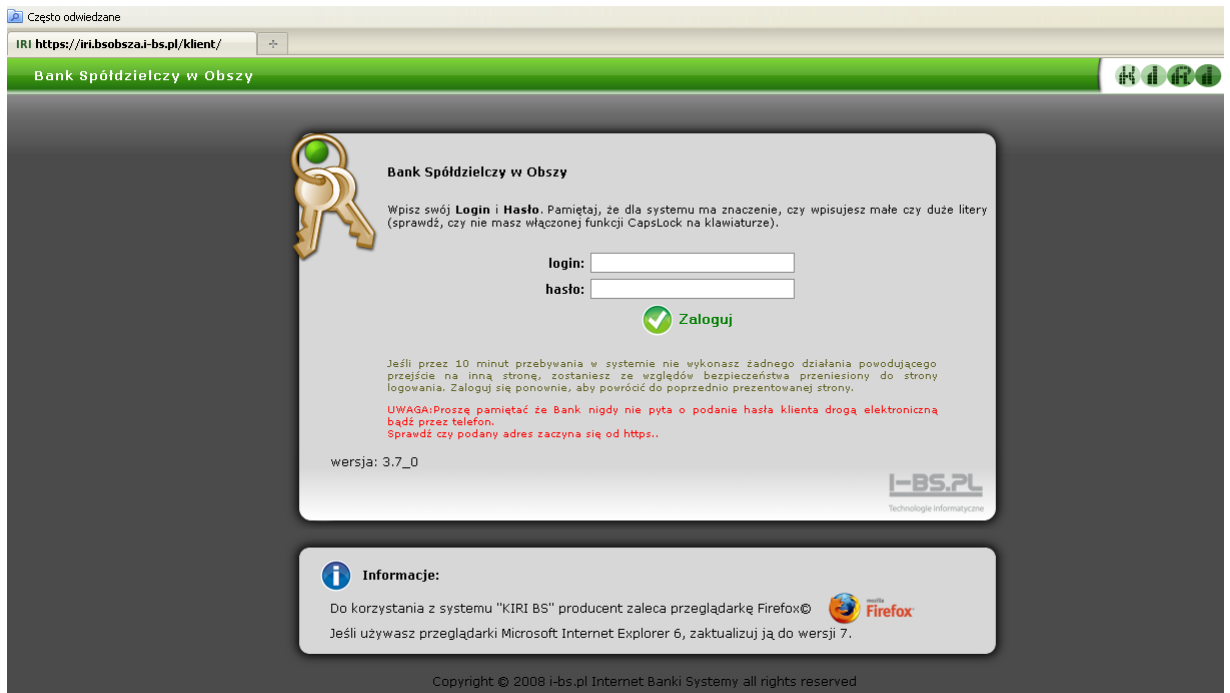 Często odwiedzane
IRI https://iri.bsobsza.i-bs.pl/klient/
Bank Spółdzielczy w Obszy
KIRI
Bank Spółdzielczy w Obszy
Wpisz swój Login i Hasło. Pamiętaj, że dla systemu ma znaczenie, czy wpisujesz małe czy duże litery
(sprawdź, czy nie masz włączonej funkcji CapsLock na klawiaturze).
login:
hasło:
Zaloguj
Jeśli przez 10 minut przebywania w systemie nie wykonasz żadnego działania powodującego
przejście na inną stronę, zostaniesz ze względów bezpieczeństwa przeniesiony do strony
logowania. Zaloguj się ponownie, aby powrócić do poprzednio prezentowanej strony.
UWAGA:Proszę pamiętać że Bank nigdy nie pyta o podanie hasła klienta drogą elektroniczną
bądź przez telefon.
Sprawdź czy podany adres zaczyna się od https..
wersja: 3.7_0
I-BS.PL
Technologie Informatyczne
Informacje:
Do korzystania z systemu "KIRI BS" producent zaleca przeglądarkę Firefox©
mozilla
Firefox
Jeśli używasz przeglądarki Microsoft Internet Explorer 6, zaktualizuj ją do wersji 7.
Copyright © 2008 i-bs.pl Internet Banki Systemy all rights reserved